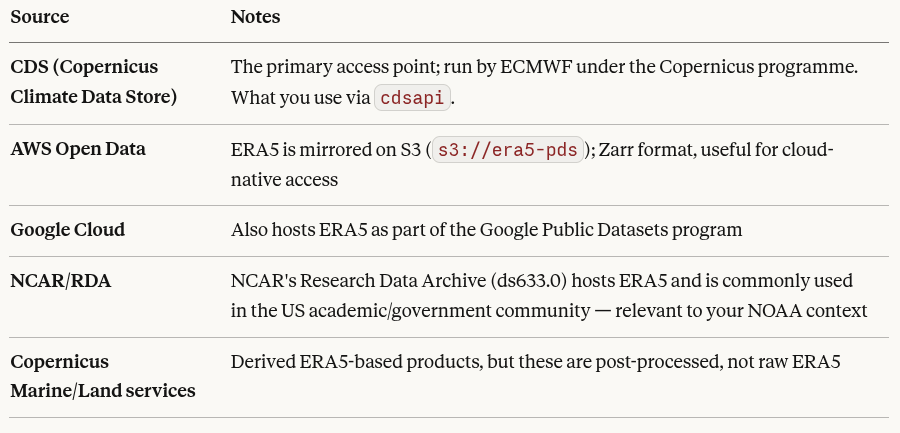 Source Notes
CDS (Copernicus The primary access point; run by ECMWF under the Copernicus programme.
Climate Data Store) What you use via cdsapi.
AWS Open Data ERA5 is mirrored on S3 (s3://era5-pds); Zarr format, useful for cloud-
native access
Google Cloud Also hosts ERA5 as part of the Google Public Datasets program
NCAR/RDA NCAR's Research Data Archive (ds633.0) hosts ERA5 and is commonly used
in the US academic/government community — relevant to your NOAA context
Copernicus Derived ERA5-based products, but these are post-processed, not raw ERA5
Marine/Land services